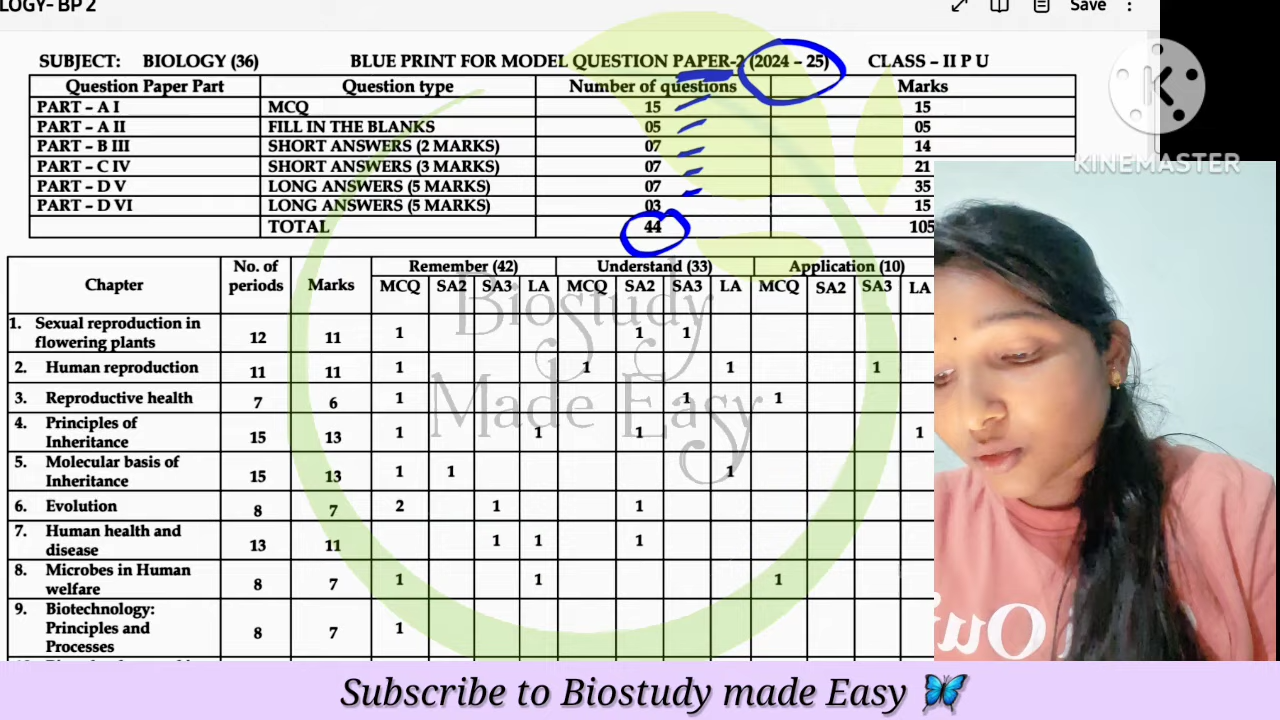 LOGY- BP 2
Save
SUBJECT: BIOLOGY (36) BLUE PRINT FOR MODEL QUESTION PAPER-2 (2024 – 25) CLASS – II P U
Question Paper Part Question type Number of questions Marks
PART – A I MCQ 15 15
PART – A II FILL IN THE BLANKS 05 05
PART – B III SHORT ANSWERS (2 MARKS) 07 14
PART – C IV SHORT ANSWERS (3 MARKS) 07 21
PART – D V LONG ANSWERS (5 MARKS) 07 35
PART – D VI LONG ANSWERS (5 MARKS) 03 15
TOTAL 44 105
Chapter No. of periods Marks Remember (42) Understand (33) Application (10)
MCQ SA2 SA3 LA MCQ SA2 SA3 LA MCQ SA2 SA3 LA
1. Sexual reproduction in
flowering plants 12 11 1 1 1
2. Human reproduction 11 11 1 1 1 1
3. Reproductive health 7 6 1 1 1
4. Principles of
Inheritance 15 13 1 1 1 1
5. Molecular basis of
Inheritance 15 13 1 1 1
6. Evolution 8 7 2 1 1
7. Human health and
disease 13 11 1 1 1
8. Microbes in Human
welfare 8 7 1 1 1
9. Biotechnology:
Principles and
Processes 8 7 1
Biostudy
Made Easy
K
KINEMASTER
Subscribe to Biostudy made Easy